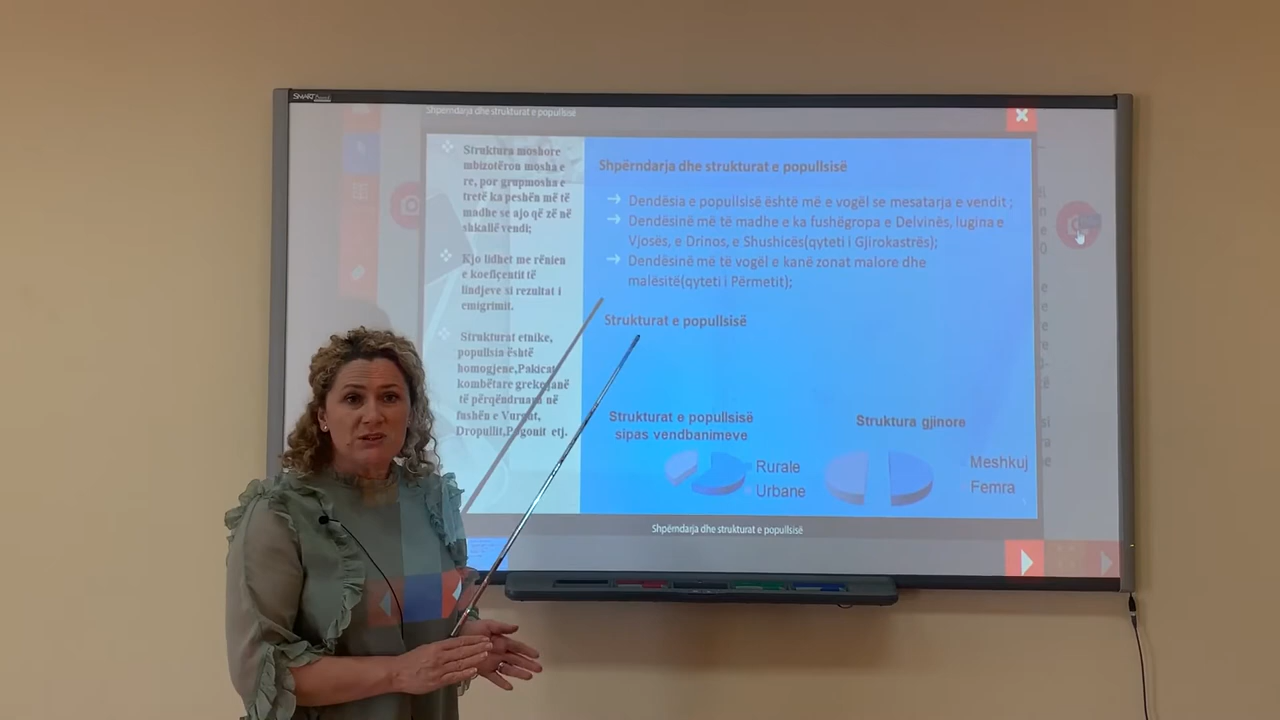 SMART Board
Shpërndarja dhe strukturat e popullsisë
Struktura moshore
mbizotëron mosha e
re, por grupmosha e
tretë ka peshën më të
madhe se ajo që zë në
shkallë vendi;
Kjo lidhet me rënien
e koefiçentit të
lindjeve si rezultat i
emigrimit.
Strukturat etnike,
popullsia është
homogjene,Pakicat
kombëtare greke janë
të përqëndruara në
fushën e Vurgut,
Dropullit,Pogonit etj.
Shpërndarja dhe strukturat e popullsisë
Dendësia e popullsisë është më e vogël se mesatarja e vendit ;
Dendësinë më të madhe e ka fushëgropa e Delvinës, lugina e
Vjosës, e Drinos, e Shushicës(qyteti i Gjirokastrës);
Dendësinë më të vogël e kanë zonat malore dhe
malësitë(qyteti i Përmetit);
Strukturat e popullsisë
Strukturat e popullsisë
sipas vendbanimeve
Rurale
Urbane
Struktura gjinore
Meshkuj
Femra
Shpërndarja dhe strukturat e popullsisë